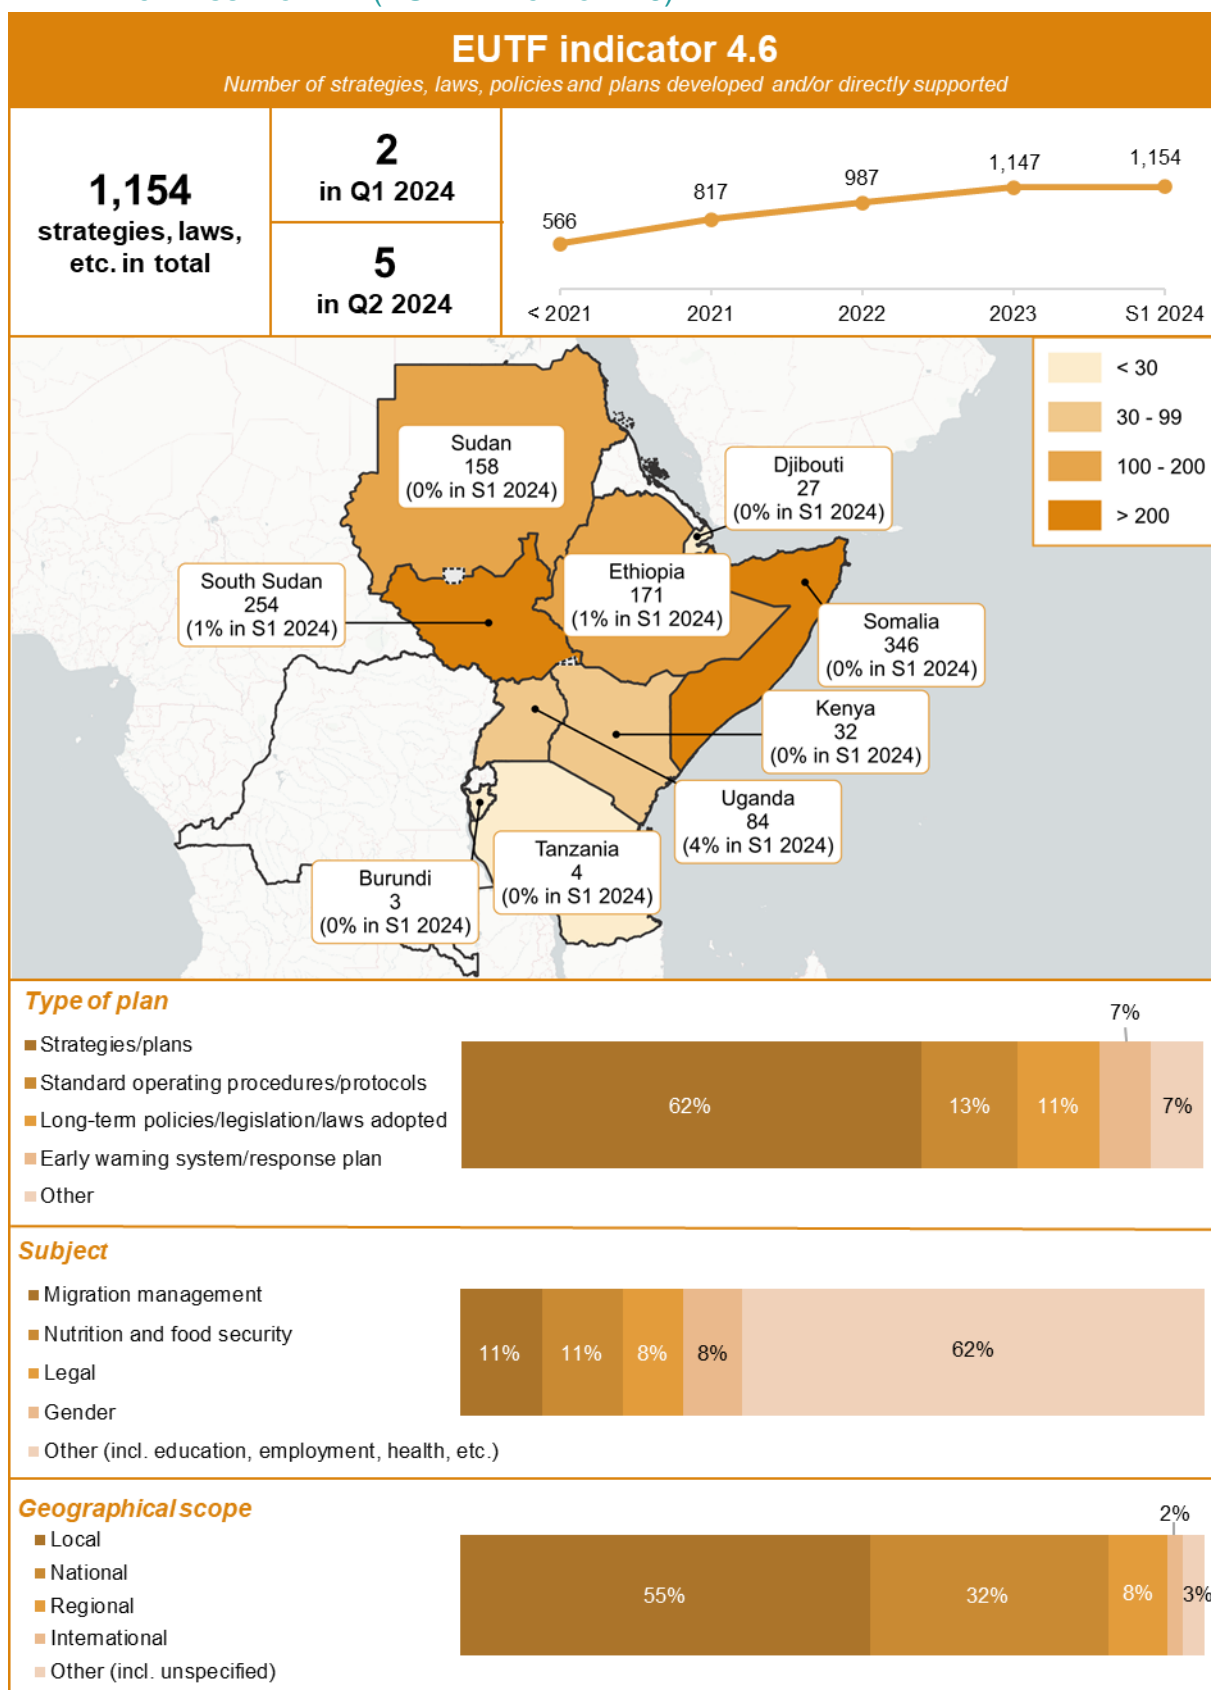 EUTF indicator 4.6
Number of strategies, laws, policies and plans developed and/or directly supported
1,154
strategies, laws,
etc. in total
2
in Q1 2024
5
in Q2 2024
566
817
987
1,147
1,154
< 2021
2021
2022
2023
S1 2024
< 30
30 - 99
100 - 200
> 200
Sudan
158
(0% in S1 2024)
Djibouti
27
(0% in S1 2024)
South Sudan
254
(1% in S1 2024)
Ethiopia
171
(1% in S1 2024)
Somalia
346
(0% in S1 2024)
Kenya
32
(0% in S1 2024)
Uganda
84
(4% in S1 2024)
Tanzania
4
(0% in S1 2024)
Burundi
3
(0% in S1 2024)
Type of plan
Strategies/plans
Standard operating procedures/protocols
Long-term policies/legislation/laws adopted
Early warning system/response plan
Other
62%
13%
11%
7%
7%
Subject
Migration management
Nutrition and food security
Legal
Gender
Other (incl. education, employment, health, etc.)
11%
11%
8%
8%
62%
Geographical scope
Local
National
Regional
International
Other (incl. unspecified)
55%
32%
8%
2%
3%